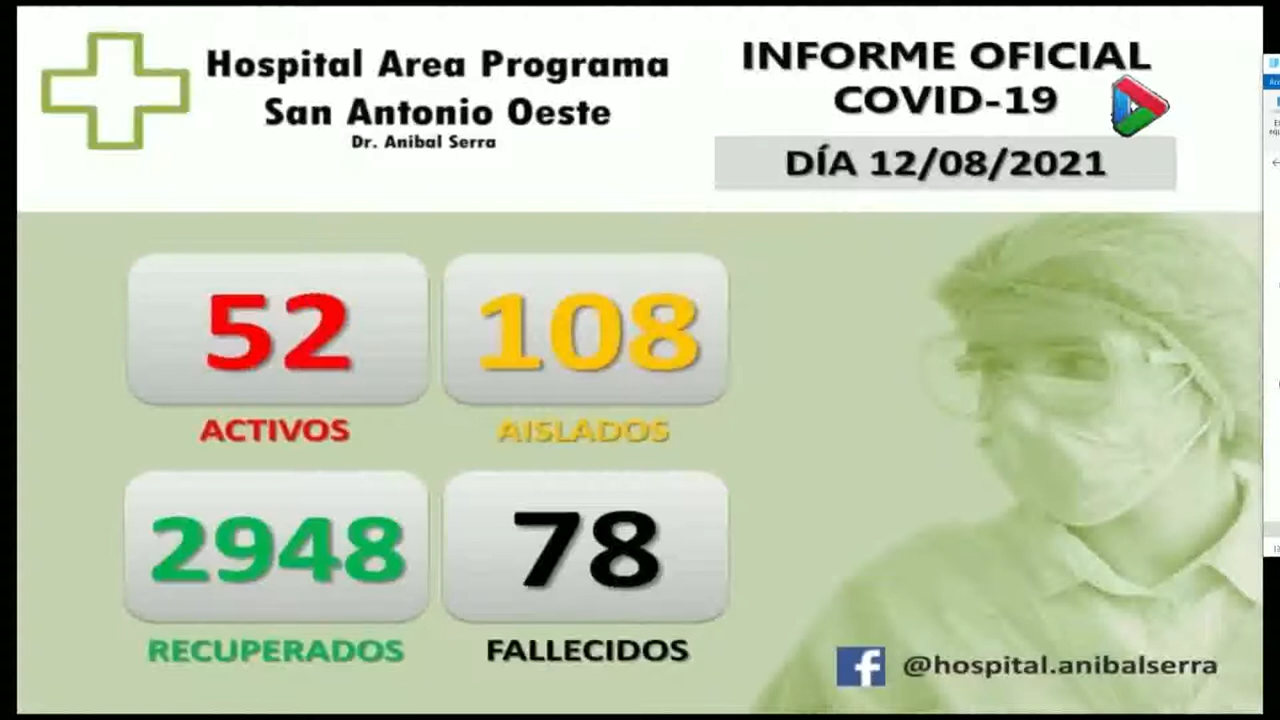 Hospital Area Programa
San Antonio Oeste
Dr. Anibal Serra
INFORME OFICIAL
COVID-19
DÍA 12/08/2021
52
ACTIVOS
108
AISLADOS
2948
RECUPERADOS
78
FALLECIDOS
@hospital.anibalserra